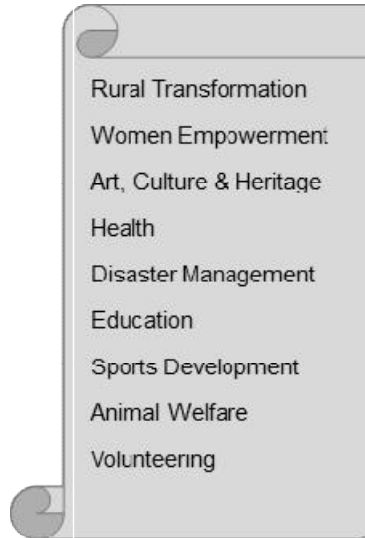 Rural Transformation
Women Empowerment
Art, Culture & Heritage
Health
Disaster Management
Education
Sports Development
Animal Welfare
Volunteering